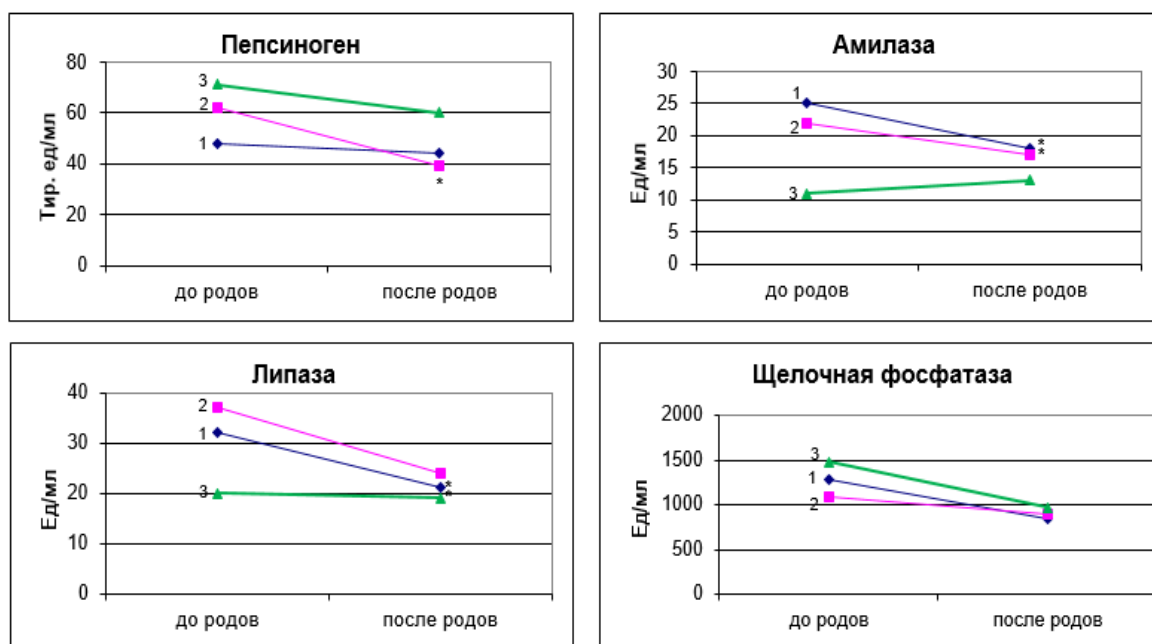 Пепсиноген
80
60
40
20
0
Тир. ед/мл
3
2
1
*
до родов
после родов
Амилаза
30
25
20
15
10
5
0
Ед/мл
1
2
3
*
*
до родов
после родов
Липаза
40
30
20
10
0
Ед/мл
2
1
3
*
*
до родов
после родов
Щелочная фосфатаза
2000
1500
1000
500
0
Ед/мл
3
1
2
до родов
после родов